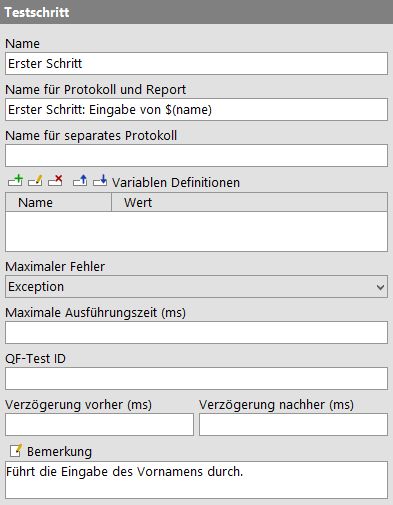 Testschritt
Name
Erster Schritt
Name für Protokoll und Report
Erster Schritt: Eingabe von $(name)
Name für separates Protokoll
Variablen Definitionen
Name Wert
Maximaler Fehler
Exception
Maximale Ausführungszeit (ms)
QF-Test ID
Verzögerung vorher (ms) Verzögerung nachher (ms)
Bemerkung
Führt die Eingabe des Vornamens durch.